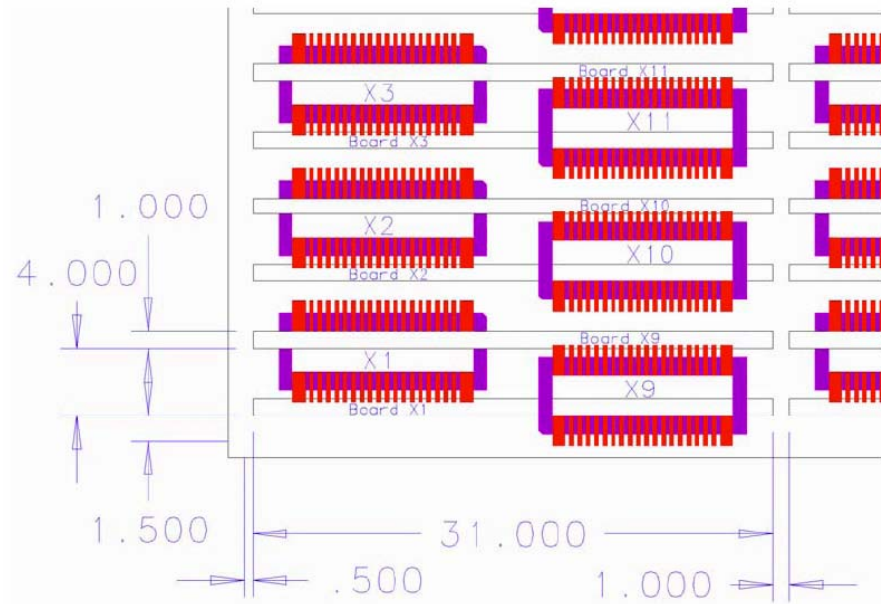 Board X11
X3
X11
Board X3
1.000
X2
Board X10
4.000
X10
Board X2
Board X9
X1
X9
Board X1
1.500
31.000
.500
1.000